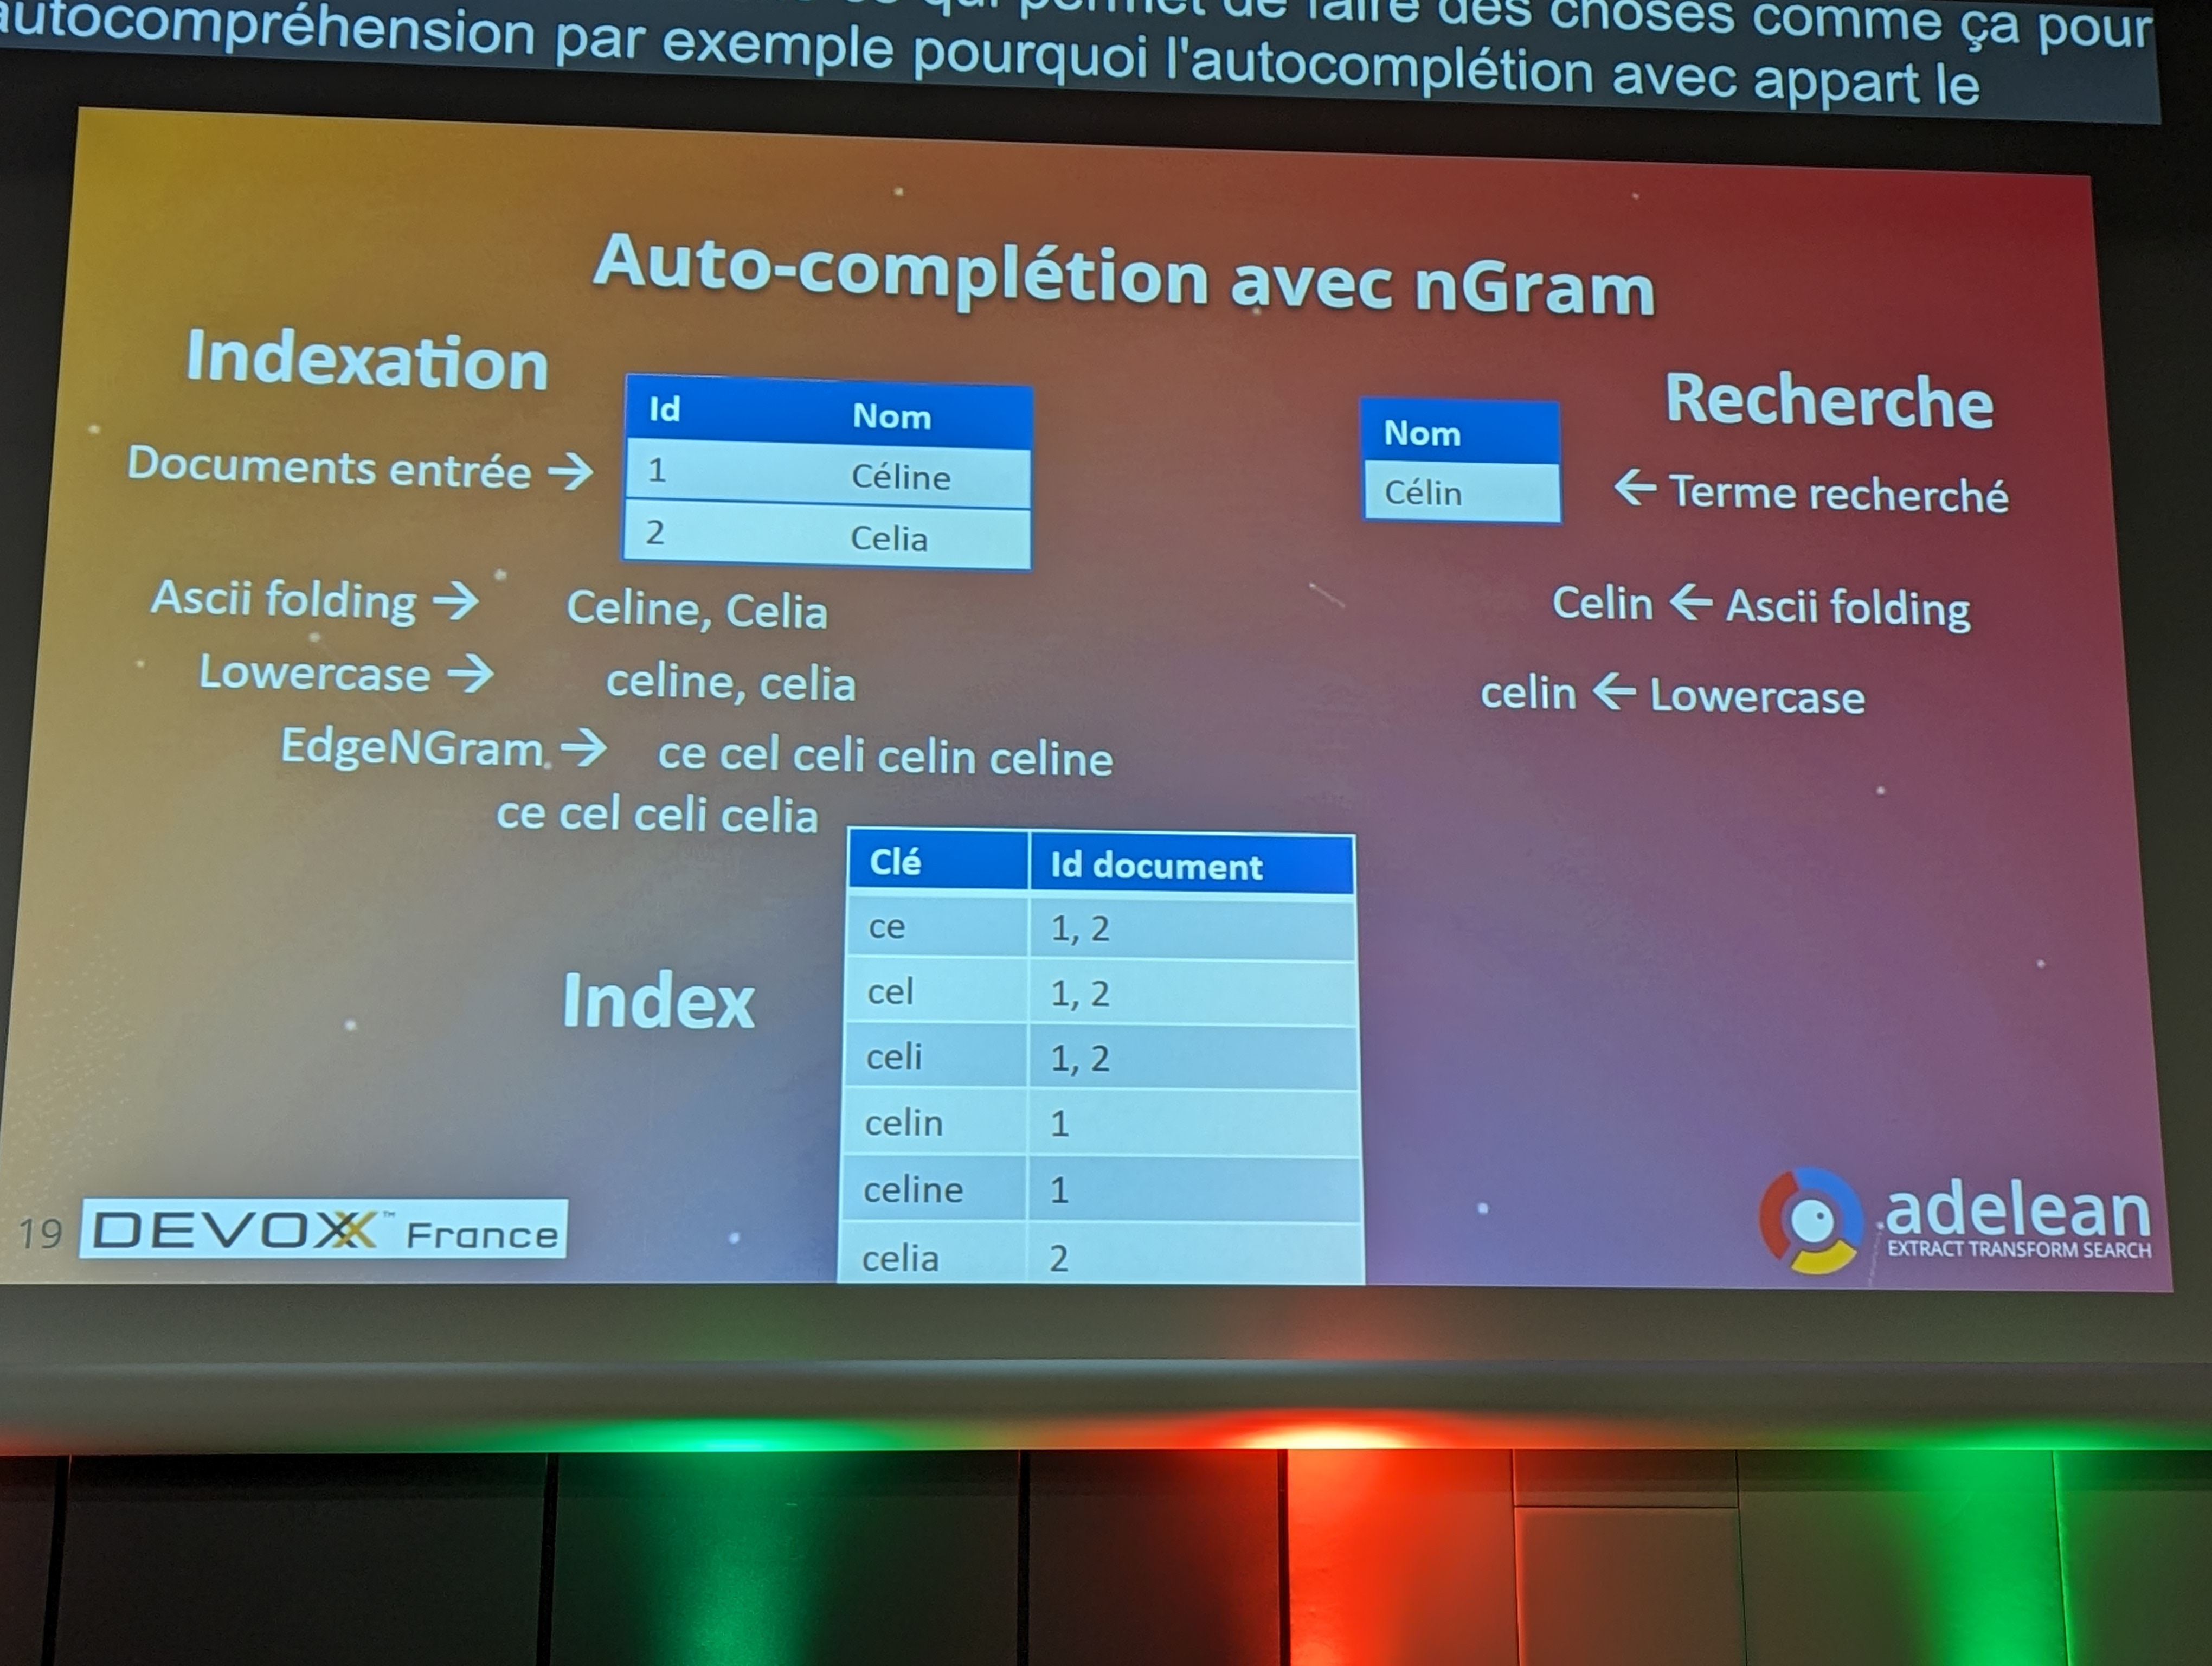 qui permet de faire des choses comme ça pour
autocompréhension par exemple pourquoi l'autocomplétion avec appart le
Auto-complétion avec nGram
Indexation
Id Nom
Documents entrée → 1 Céline
2 Celia
Recherche
Nom
Célin ← Terme recherché
Ascii folding → Celine, Celia
Celin ← Ascii folding
Lowercase → celine, celia
celin ← Lowercase
EdgeNGram → ce cel celi celin celine
ce cel celi celia
Index
Clé Id document
ce 1, 2
cel 1, 2
celi 1, 2
celin 1
celine 1
celia 2
19 DEVOXX™ France
adelean
EXTRACT TRANSFORM SEARCH